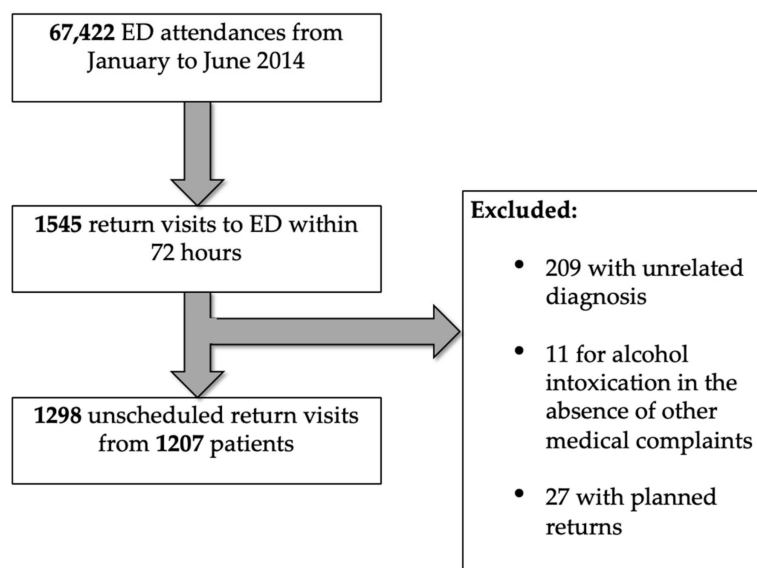 67,422 ED attendances from
January to June 2014
1545 return visits to ED within
72 hours
Excluded:
• 209 with unrelated
diagnosis
• 11 for alcohol
intoxication in the
absence of other
medical complaints
• 27 with planned
returns
1298 unscheduled return visits
from 1207 patients